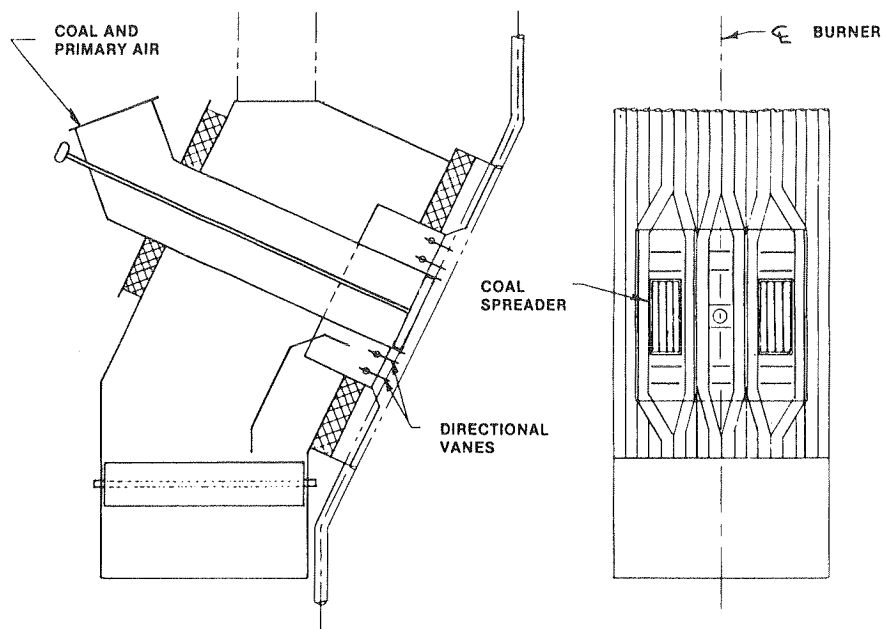 COAL AND
PRIMARY AIR
℄ BURNER
COAL
SPREADER
DIRECTIONAL
VANES